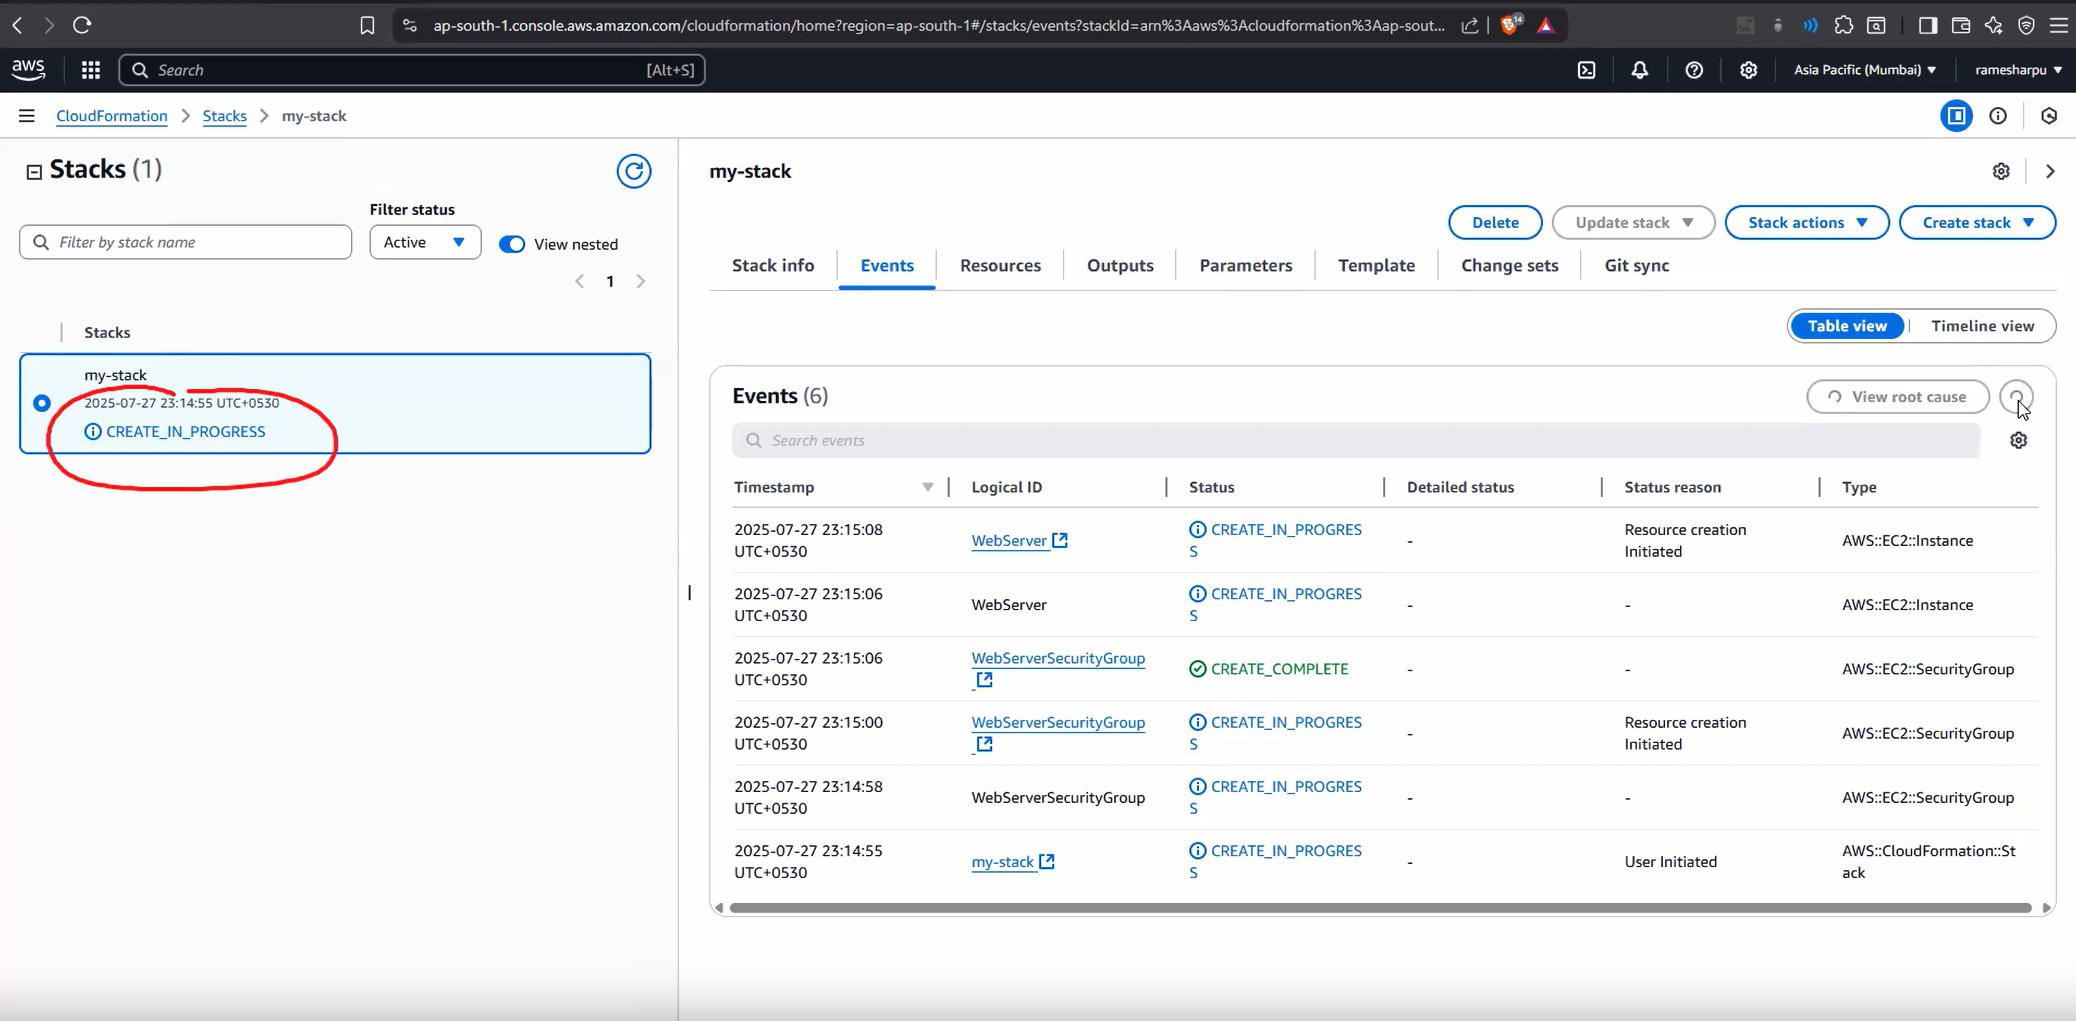 ap-south-1.console.aws.amazon.com/cloudformation/home?region=ap-south-1#/stacks/events?stackId=arn%3Aaws%3Acloudformation%3Aap-sout...
14
aws
Search
[Alt+S]
Asia Pacific (Mumbai)
ramesharpu
CloudFormation
Stacks
my-stack
Stacks (1)
Filter status
Filter by stack name
Active
View nested
1
Stacks
my-stack
2025-07-27 23:14:55 UTC+0530
CREATE_IN_PROGRESS
my-stack
Delete
Update stack
Stack actions
Create stack
Stack info
Events
Resources
Outputs
Parameters
Template
Change sets
Git sync
Table view
Timeline view
Events (6)
View root cause
Search events
Timestamp
Logical ID
Status
Detailed status
Status reason
Type
2025-07-27 23:15:08
UTC+0530
WebServer
CREATE_IN_PROGRES
S
-
Resource creation
Initiated
AWS::EC2::Instance
2025-07-27 23:15:06
UTC+0530
WebServer
CREATE_IN_PROGRES
S
-
-
AWS::EC2::Instance
2025-07-27 23:15:06
UTC+0530
WebServerSecurityGroup
CREATE_COMPLETE
-
-
AWS::EC2::SecurityGroup
2025-07-27 23:15:00
UTC+0530
WebServerSecurityGroup
CREATE_IN_PROGRES
S
-
Resource creation
Initiated
AWS::EC2::SecurityGroup
2025-07-27 23:14:58
UTC+0530
WebServerSecurityGroup
CREATE_IN_PROGRES
S
-
-
AWS::EC2::SecurityGroup
2025-07-27 23:14:55
UTC+0530
my-stack
CREATE_IN_PROGRES
S
-
User Initiated
AWS::CloudFormation::St
ack